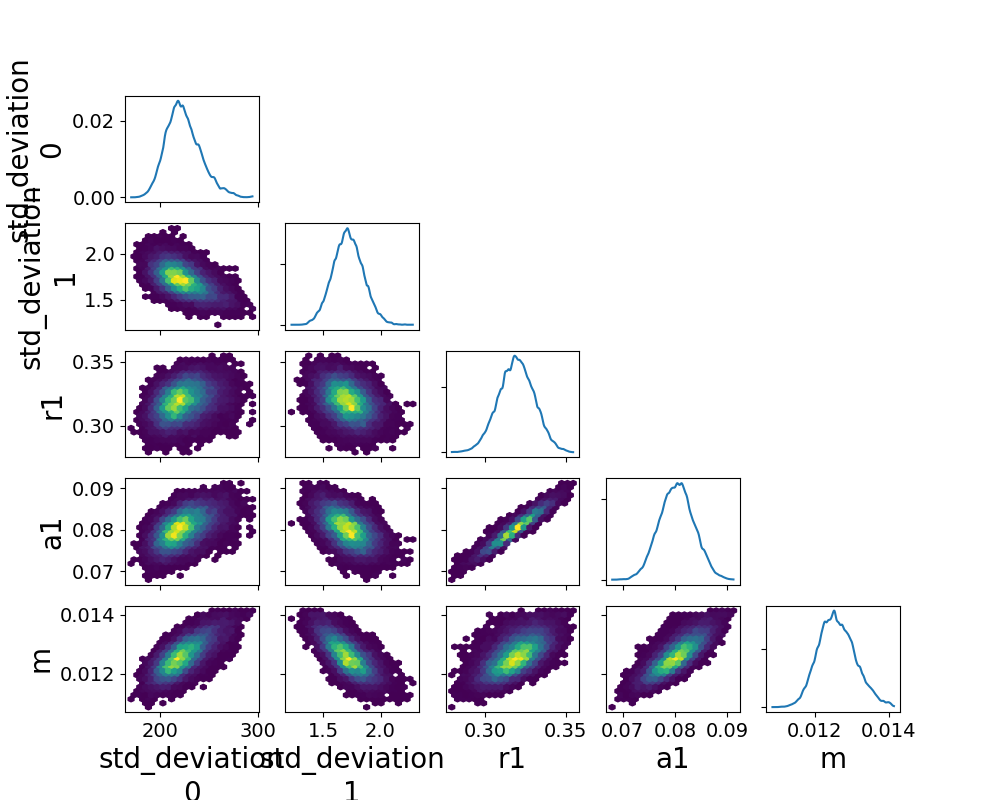 std_deviation
0
0.02
0.00
std_deviation
1
2.0
1.5
r1
0.35
0.30
a1
0.09
0.08
0.07
m
0.014
0.012
200 300 1.5 2.0 0.30 0.35 0.07 0.08 0.09 0.012 0.014
std_deviation std_deviation r1 a1 m
0 1